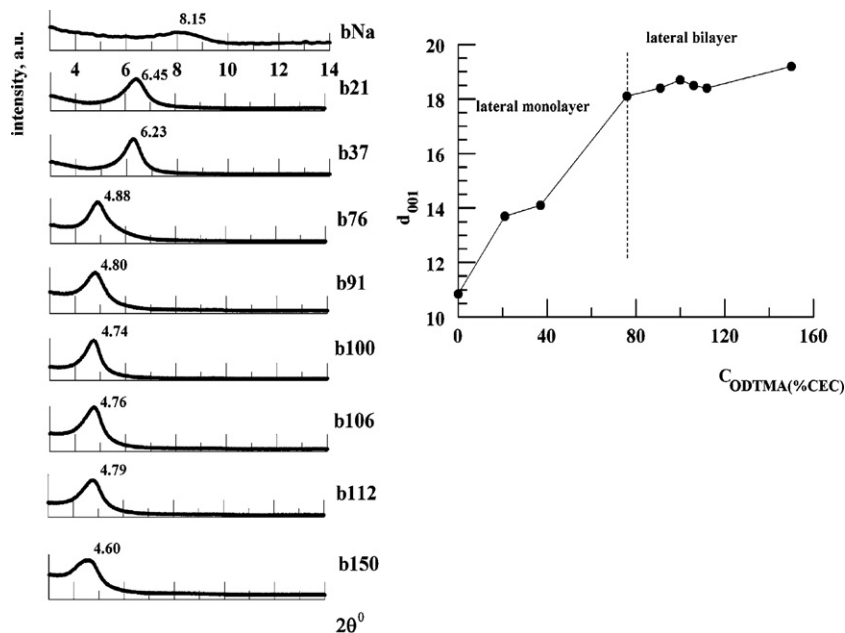 intensity, a.u.
8.15
bNa
4 6 8 10 12 14
6.45
b21
6.23
b37
4.88
b76
4.80
b91
4.74
b100
4.76
b106
4.79
b112
4.60
b150
2θ⁰
lateral bilayer
lateral monolayer
d001
20
18
16
14
12
10
0 40 80 120 160
CODTMA(%CEC)